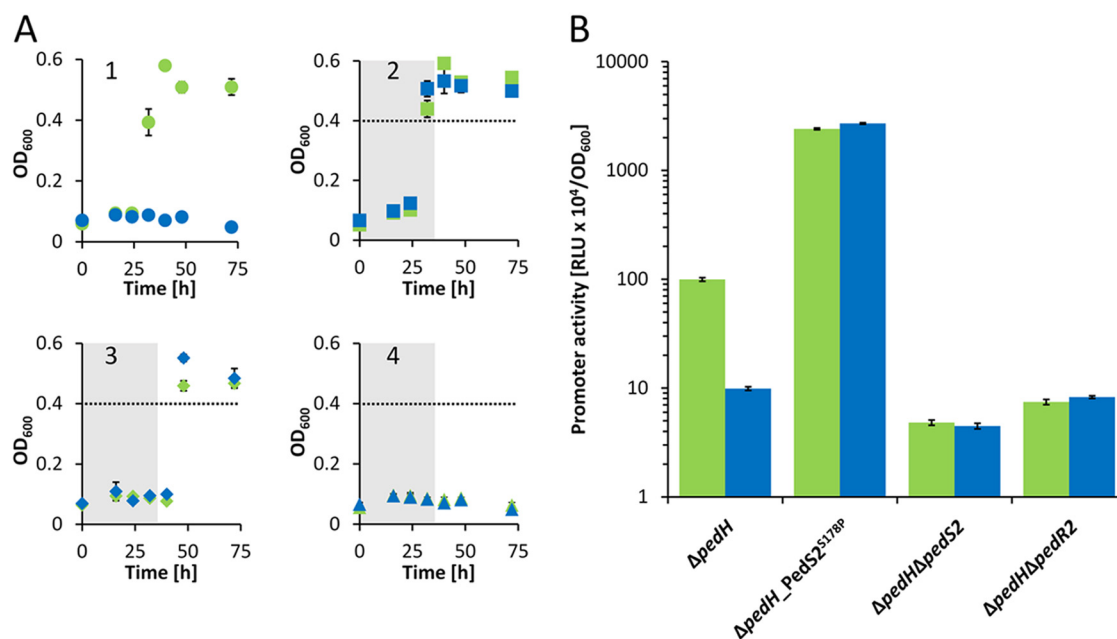 A
1
OD600
0.6
0.4
0.2
0
0 25 50 75
Time [h]
2
OD600
0.6
0.4
0.2
0
0 25 50 75
Time [h]
3
OD600
0.6
0.4
0.2
0
0 25 50 75
Time [h]
4
OD600
0.6
0.4
0.2
0
0 25 50 75
Time [h]
B
Promoter activity [RLU x 10⁴/OD600]
10000
1000
100
10
1
ΔpedH
ΔpedH_PedS2S178P
ΔpedHΔpedS2
ΔpedHΔpedR2